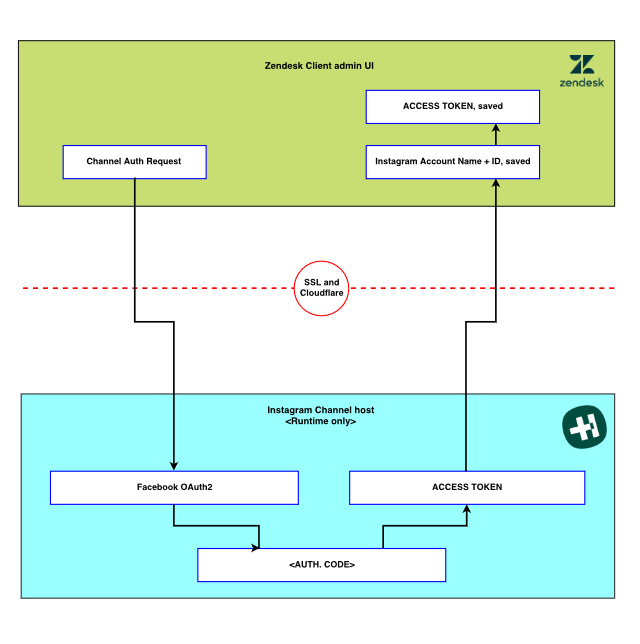 Zendesk Client admin UI
zendesk
ACCESS TOKEN, saved
Channel Auth Request
Instagram Account Name + ID, saved
SSL and
Cloudflare
Instagram Channel host
<Runtime only>
Facebook OAuth2
ACCESS TOKEN
<AUTH. CODE>